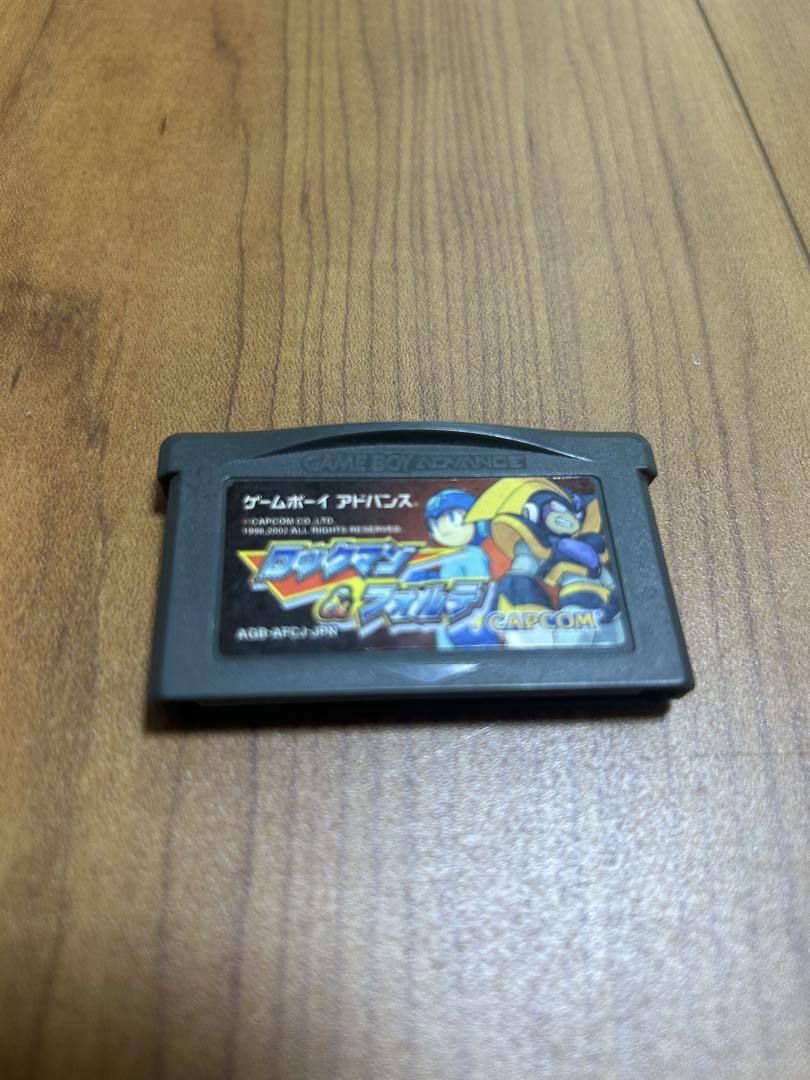 GAME BOY ADVANCE
ゲームボーイ アドバンス
©CAPCOM CO.,LTD.
1998,2002 ALL RIGHTS RESERVED.
ロックマン
&フォルテ
CAPCOM
AGB-AFCJ-JPN